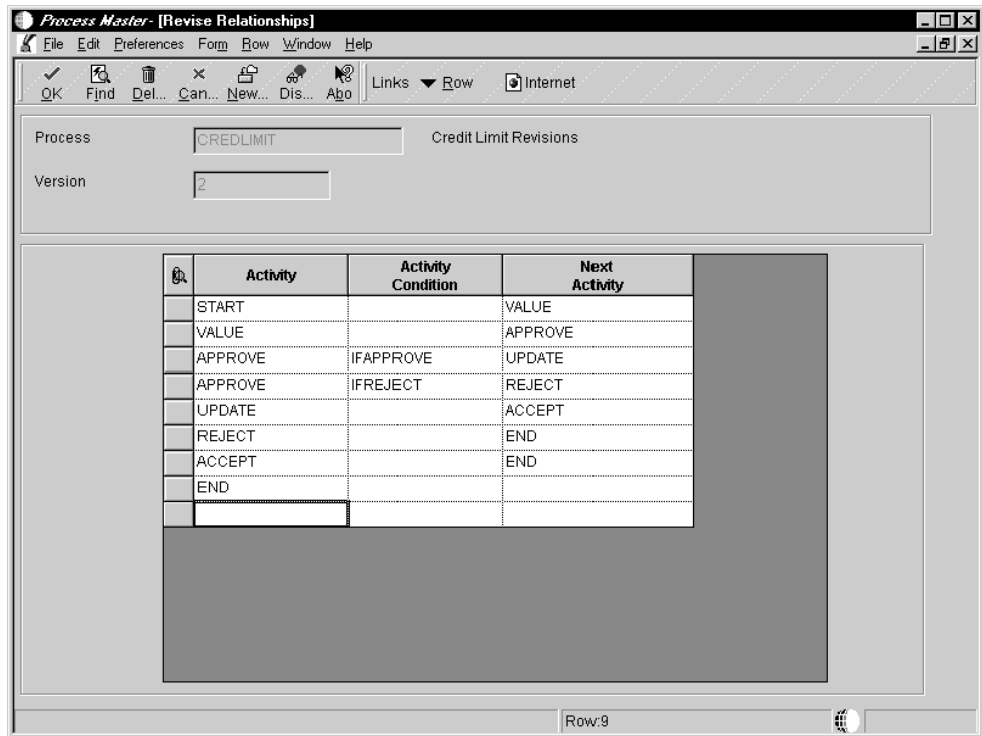 Process Master - [Revise Relationships]
File Edit Preferences Form Row Window Help
OK Find Del... Can... New... Dis... Abo Links Row Internet
Process CREDLIMIT Credit Limit Revisions
Version 2
Activity Activity Condition Next Activity
START VALUE
VALUE APPROVE
APPROVE IFAPPROVE UPDATE
APPROVE IFREJECT REJECT
UPDATE ACCEPT
REJECT END
ACCEPT END
END
Row:9